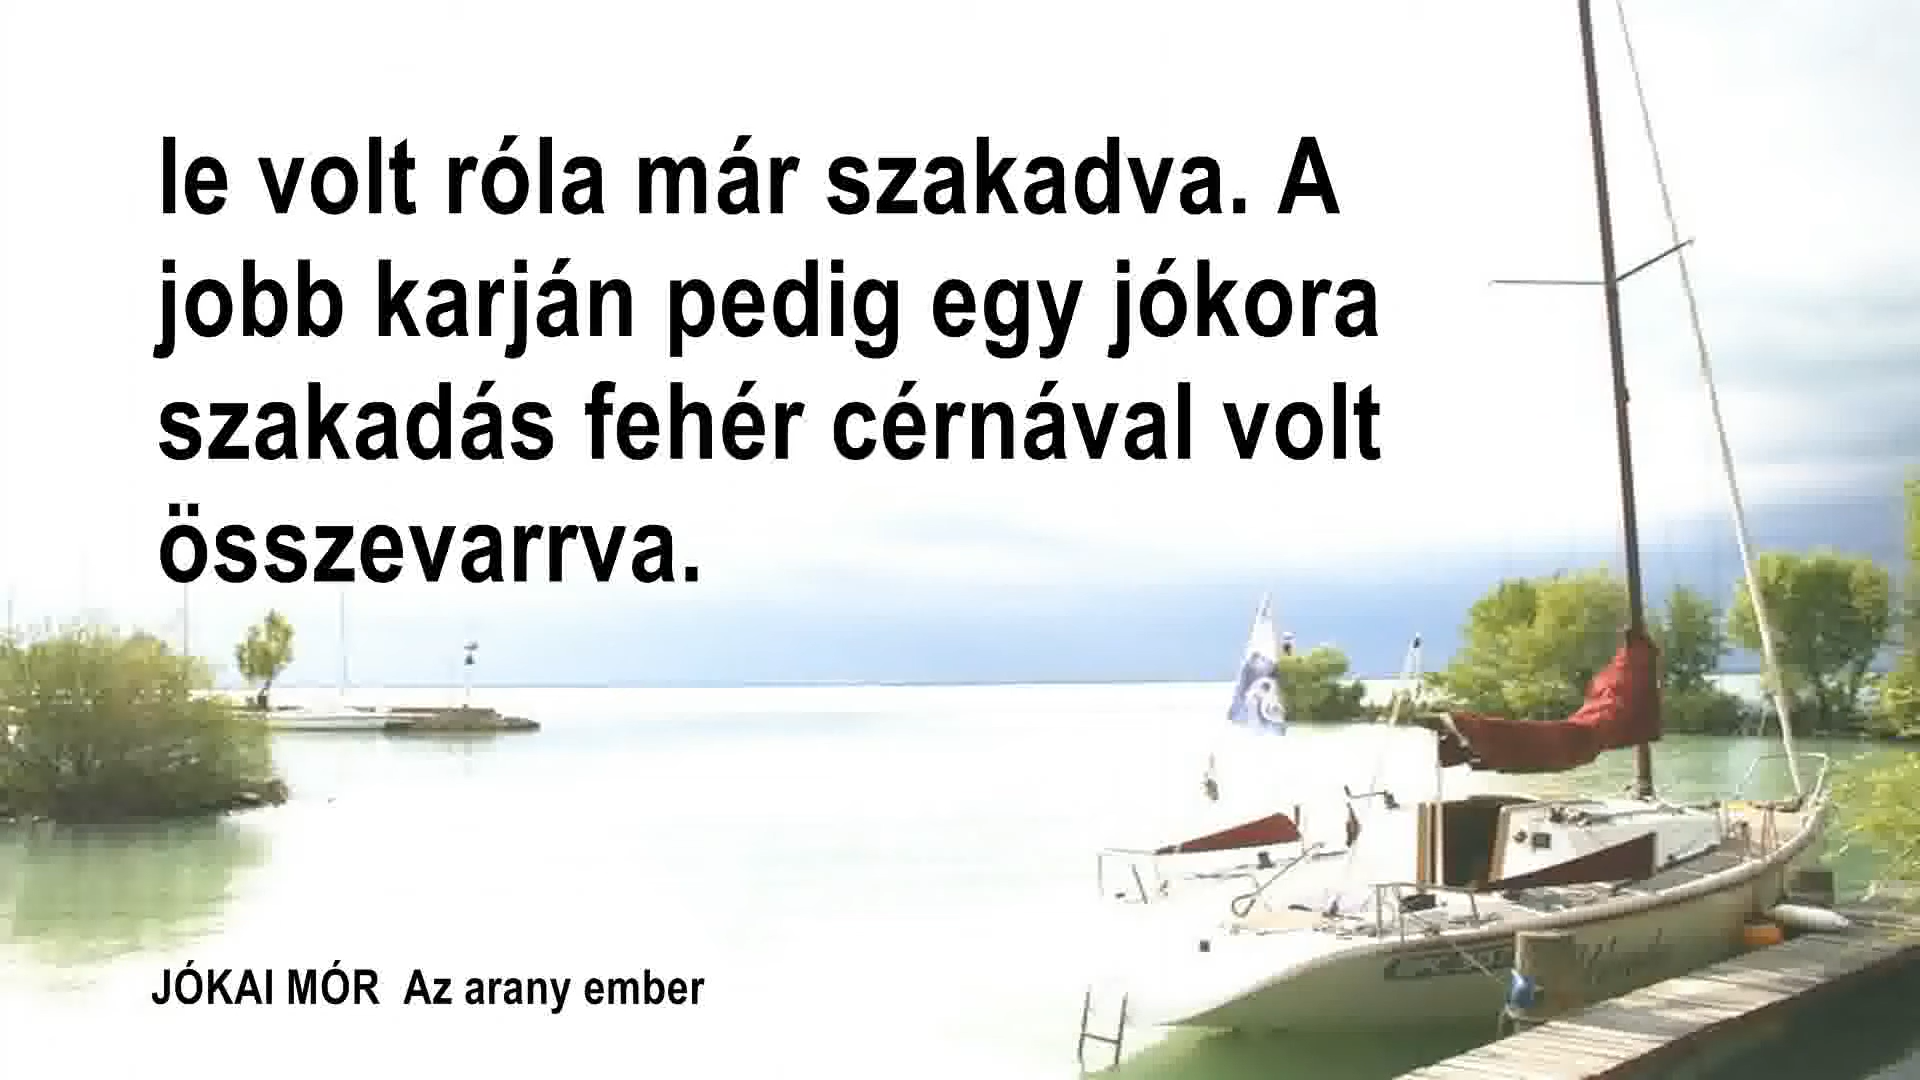 le volt róla már szakadva. A
jobb karján pedig egy jókora
szakadás fehér cérnával volt
összevarrva.
JÓKAI MÓR Az arany ember